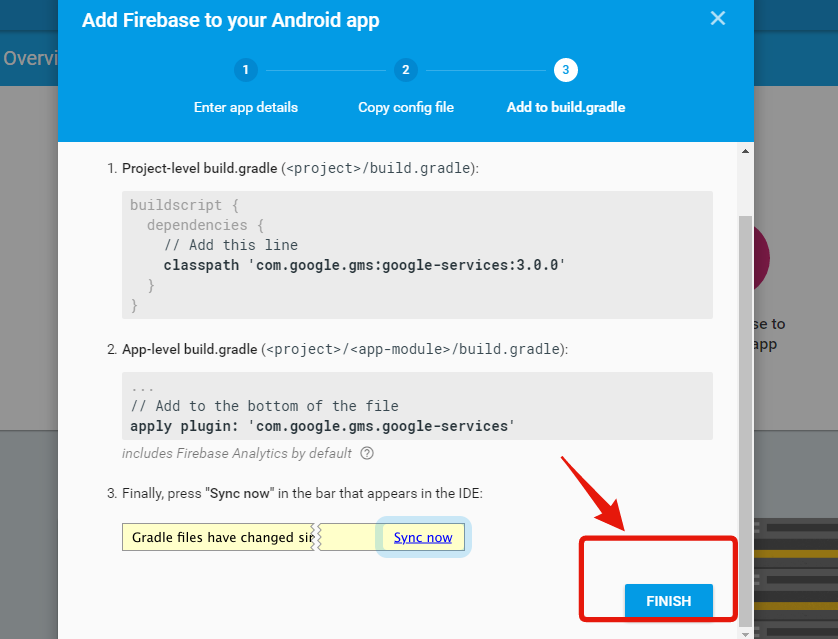 Add Firebase to your Android app
Overvi
1
2
3
Enter app details
Copy config file
Add to build.gradle
1. Project-level build.gradle (<project>/build.gradle):
buildscript {
dependencies {
// Add this line
classpath 'com.google.gms:google-services:3.0.0'
}
}
se to
app
2. App-level build.gradle (<project>/<app-module>/build.gradle):
...
// Add to the bottom of the file
apply plugin: 'com.google.gms.google-services'
includes Firebase Analytics by default ?
3. Finally, press "Sync now" in the bar that appears in the IDE:
Gradle files have changed sin
Sync now
FINISH